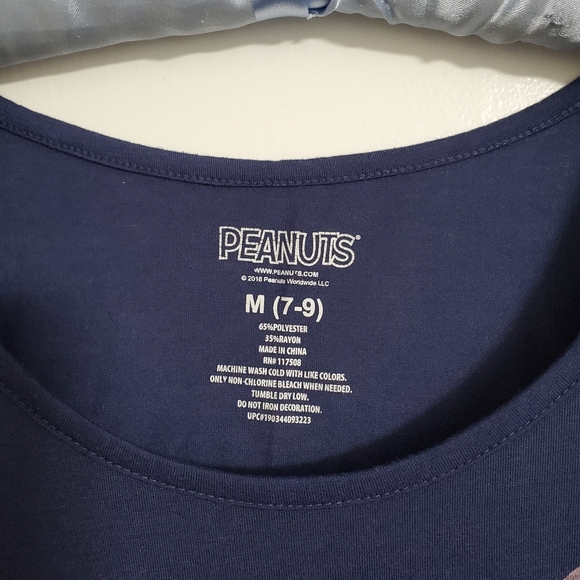 PEANUTS®
WWW.PEANUTS.COM
© 2016 Peanuts Worldwide LLC
M (7-9)
65%POLYESTER
35%RAYON
MADE IN CHINA
RN# 117508
MACHINE WASH COLD WITH LIKE COLORS.
ONLY NON-CHLORINE BLEACH WHEN NEEDED.
TUMBLE DRY LOW.
DO NOT IRON DECORATION.
UPC#190344093223